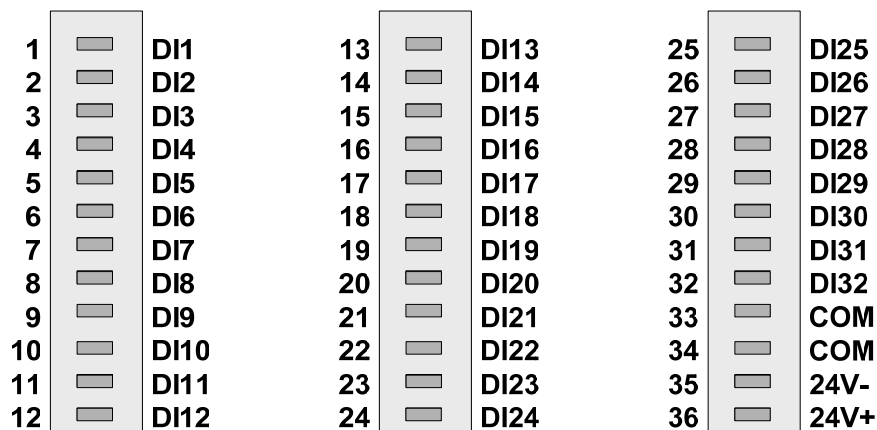 1 DI1
2 DI2
3 DI3
4 DI4
5 DI5
6 DI6
7 DI7
8 DI8
9 DI9
10 DI10
11 DI11
12 DI12
13 DI13
14 DI14
15 DI15
16 DI16
17 DI17
18 DI18
19 DI19
20 DI20
21 DI21
22 DI22
23 DI23
24 DI24
25 DI25
26 DI26
27 DI27
28 DI28
29 DI29
30 DI30
31 DI31
32 DI32
33 COM
34 COM
35 24V-
36 24V+